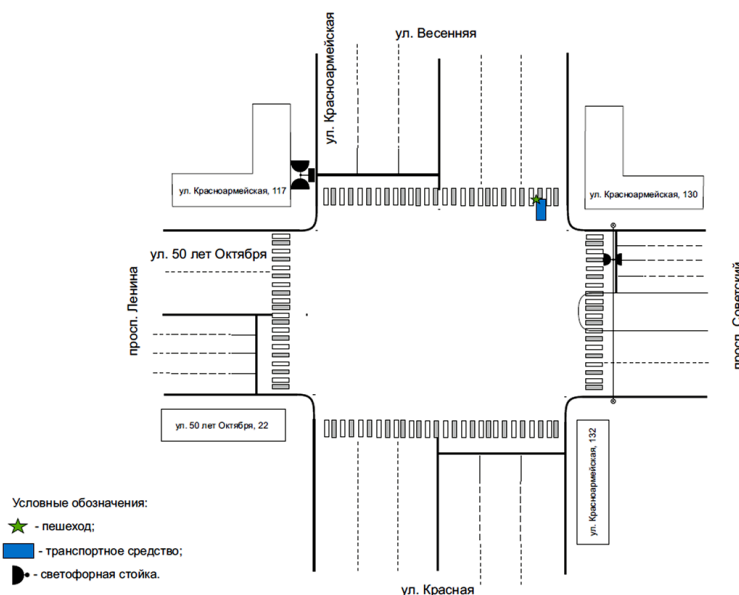 ул. Весенняя
ул. Красноармейская
ул. Красноармейская, 117
ул. Красноармейская, 130
ул. 50 лет Октября
просп. Ленина
просп. Советский
ул. 50 лет Октября, 22
ул. Красноармейская, 132
Условные обозначения:
- пешеход;
- транспортное средство;
- светофорная стойка.
ул. Красная